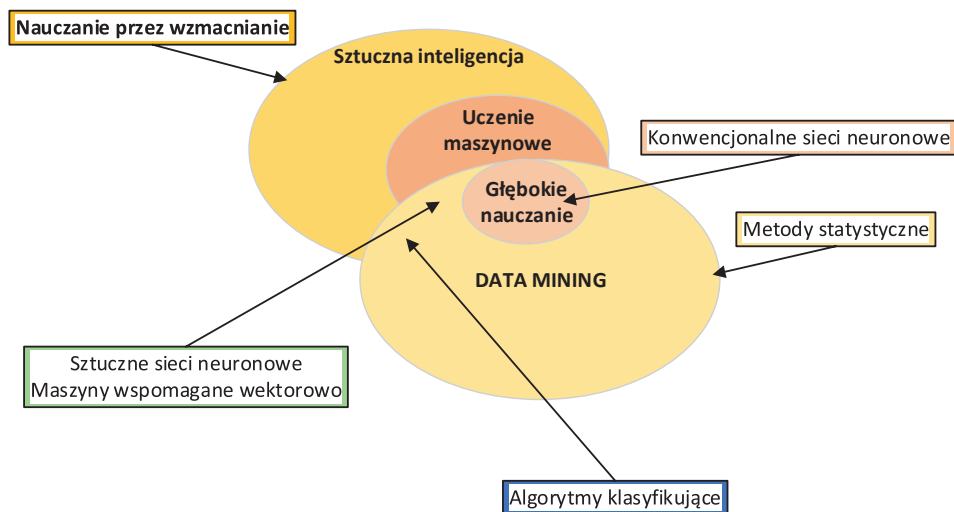 Nauczanie przez wzmacnianie
Sztuczna inteligencja
Uczenie
maszynowe
Konwencjonalne sieci neuronowe
Głębokie
nauczanie
Metody statystyczne
DATA MINING
Sztuczne sieci neuronowe
Maszyny wspomagane wektorowo
Algorytmy klasyfikujące